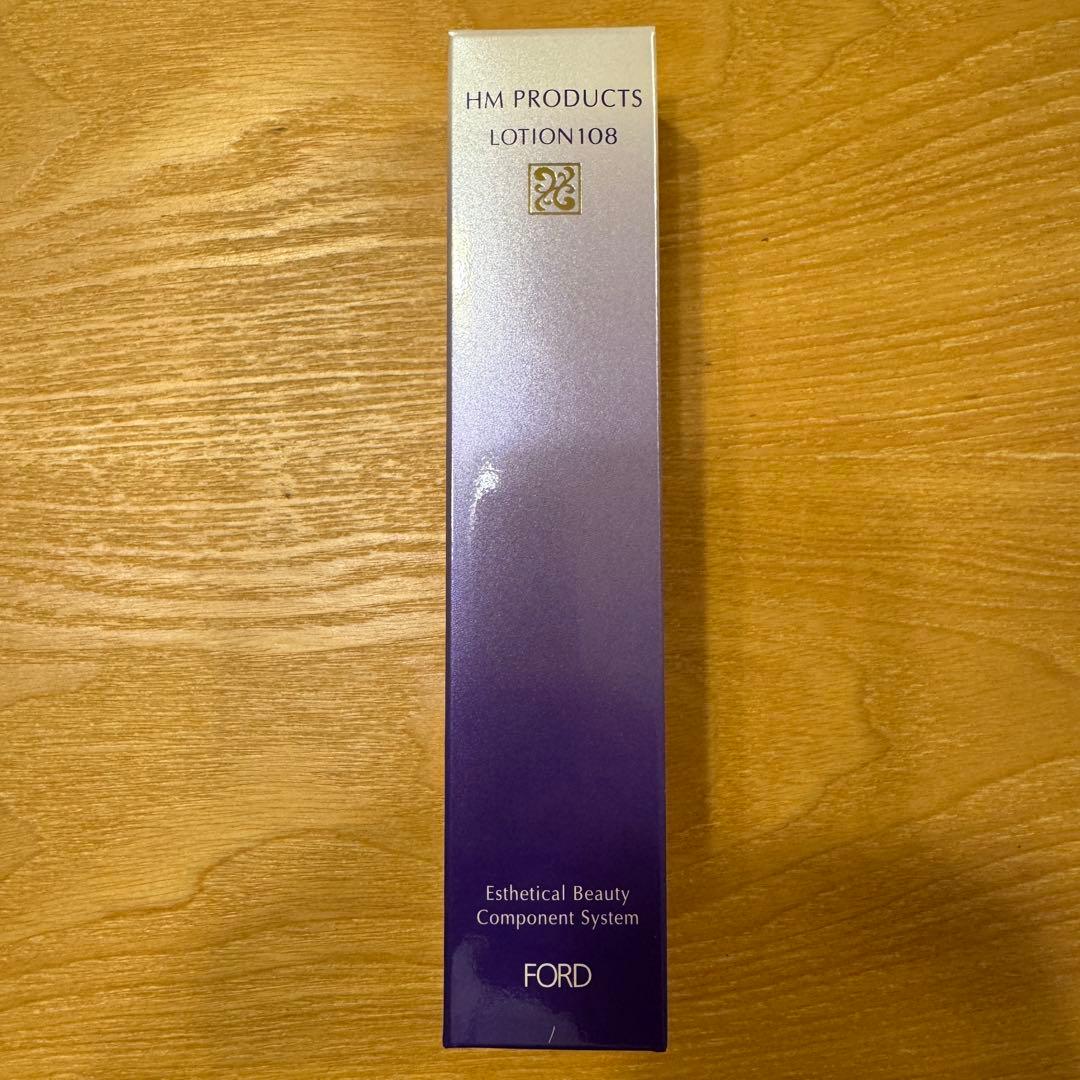 HM PRODUCTS
LOTION108
Esthetical Beauty
Component System
FORD